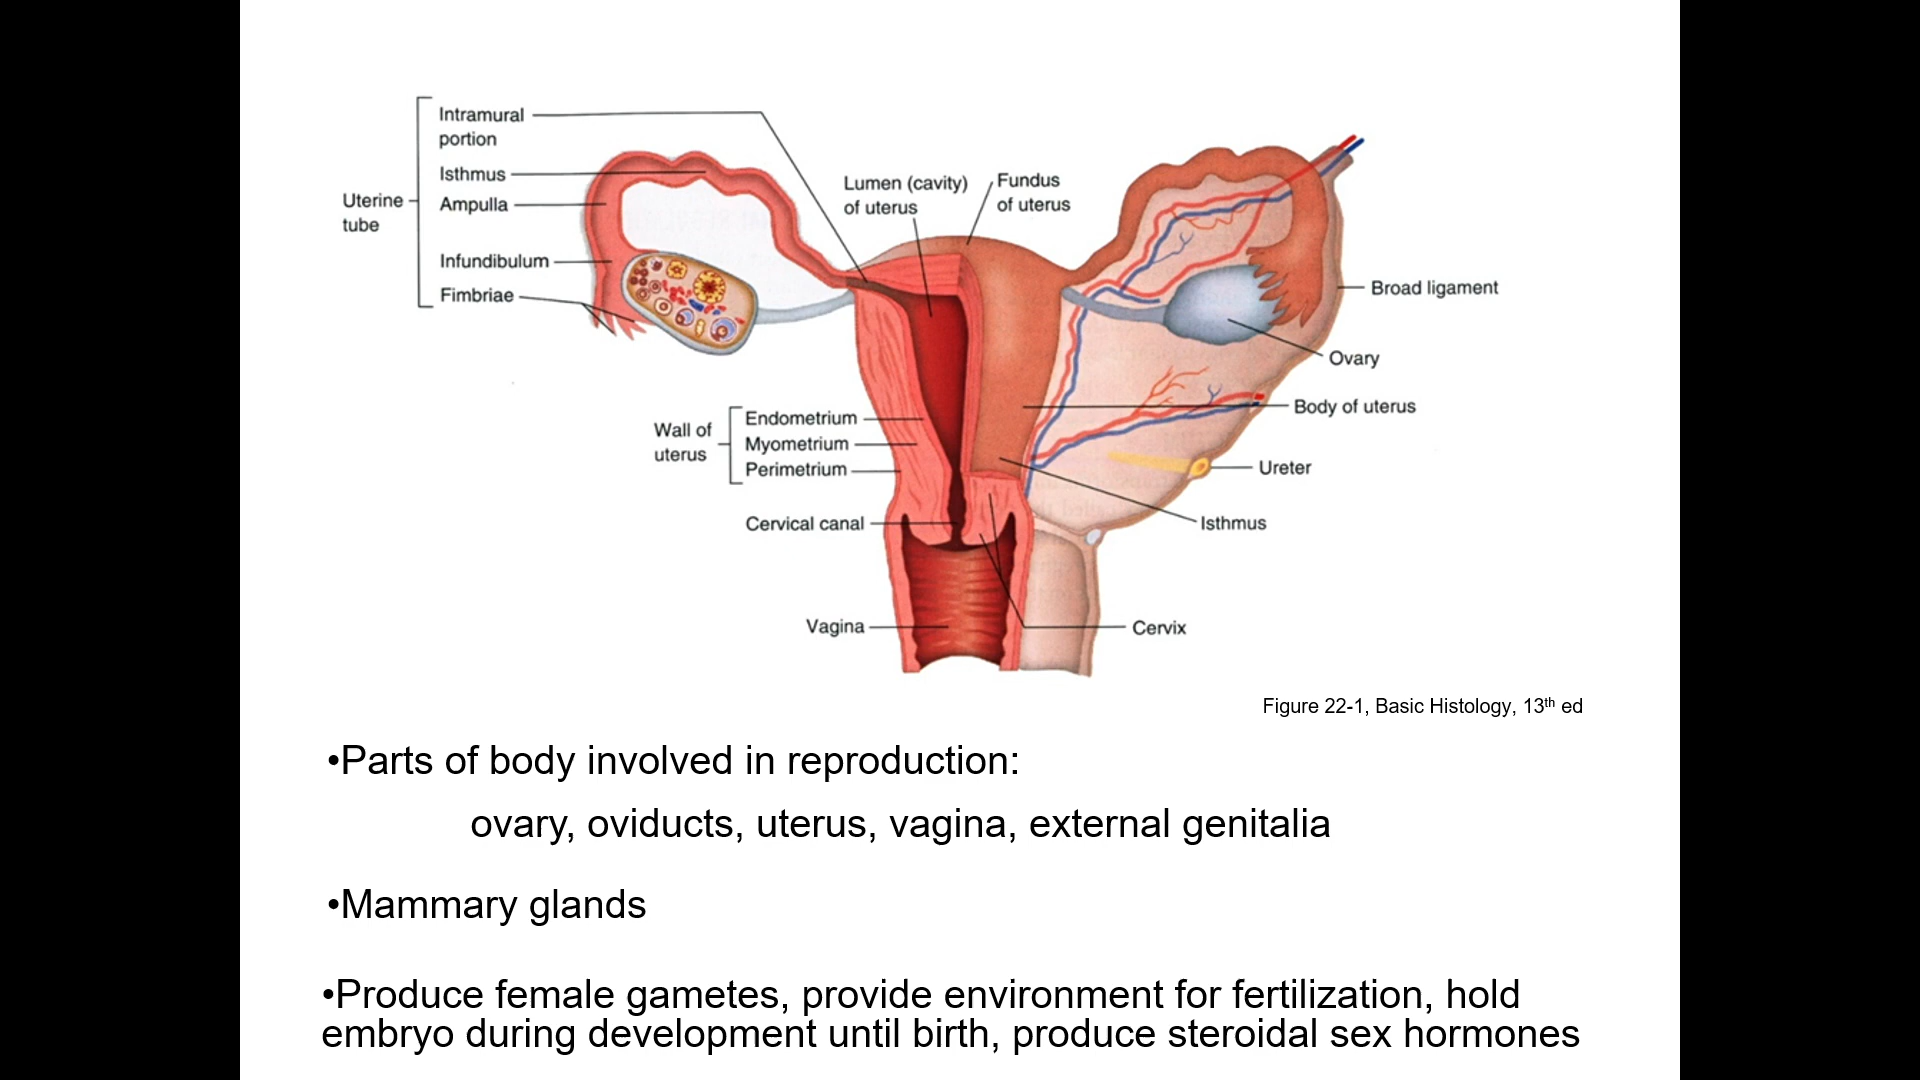 Intramural
portion
Isthmus
Ampulla
Uterine
tube
Infundibulum
Fimbriae
Lumen (cavity)
of uterus
Fundus
of uterus
Broad ligament
Ovary
Body of uterus
Wall of
uterus
Endometrium
Myometrium
Perimetrium
Ureter
Cervical canal
Isthmus
Vagina
Cervix
Figure 22-1, Basic Histology, 13th ed
•Parts of body involved in reproduction:
ovary, oviducts, uterus, vagina, external genitalia
•Mammary glands
•Produce female gametes, provide environment for fertilization, hold
embryo during development until birth, produce steroidal sex hormones